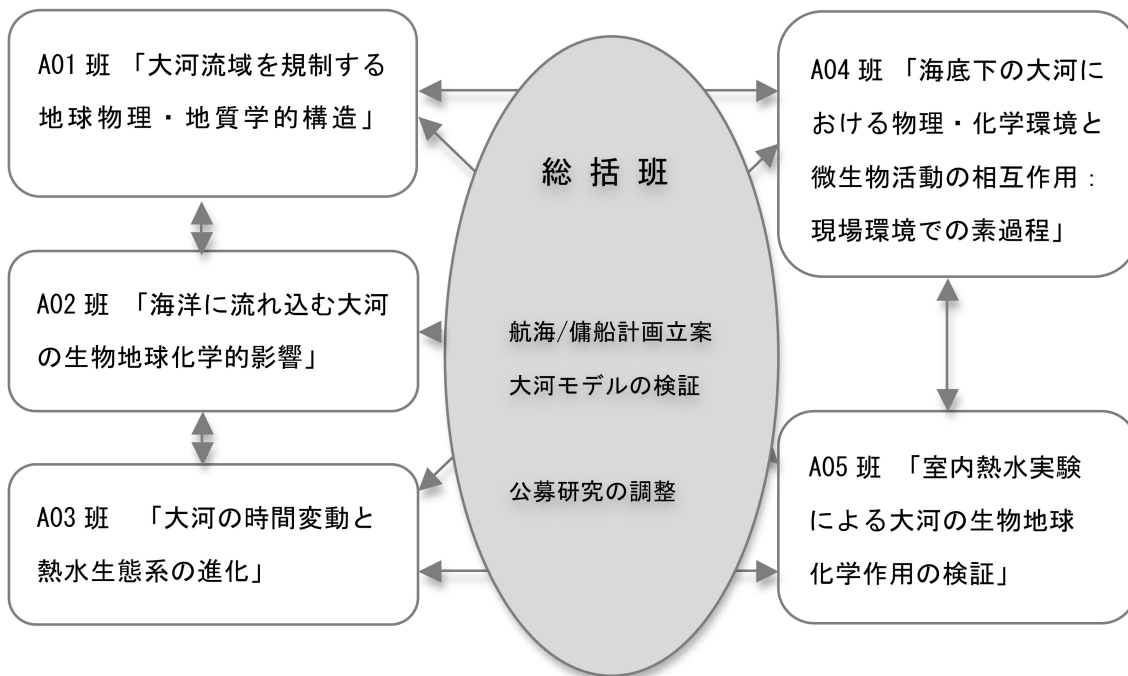 A01 班 「大河流域を規制する
地球物理・地質学的構造」
A02 班 「海洋に流れ込む大河
の生物地球化学的影響」
A03 班 「大河の時間変動と
熱水生態系の進化」
総 括 班
航海/傭船計画立案
大河モデルの検証
公募研究の調整
A04 班 「海底下の大河に
おける物理・化学環境と
微生物活動の相互作用：
現場環境での素過程」
A05 班 「室内熱水実験
による大河の生物地球
化学作用の検証」